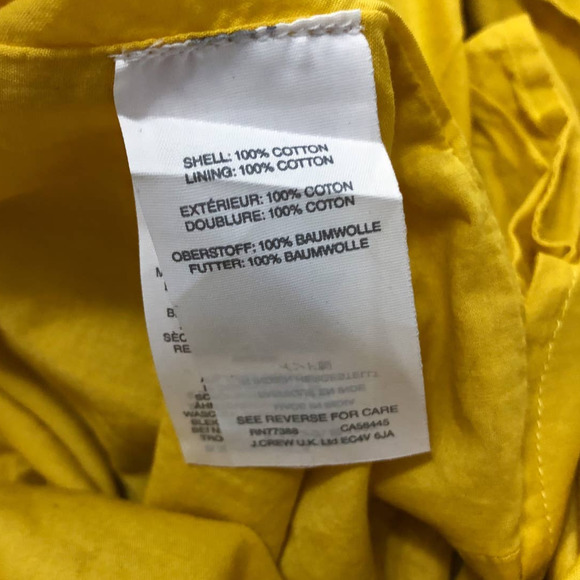 SHELL: 100% COTTON
LINING: 100% COTTON
EXTÉRIEUR: 100% COTON
DOUBLURE: 100% COTON
OBERSTOFF: 100% BAUMWOLLE
FUTTER: 100% BAUMWOLLE
SEE REVERSE FOR CARE
RN77388 CA56445
J.CREW U.K. Ltd EC4V 6JA